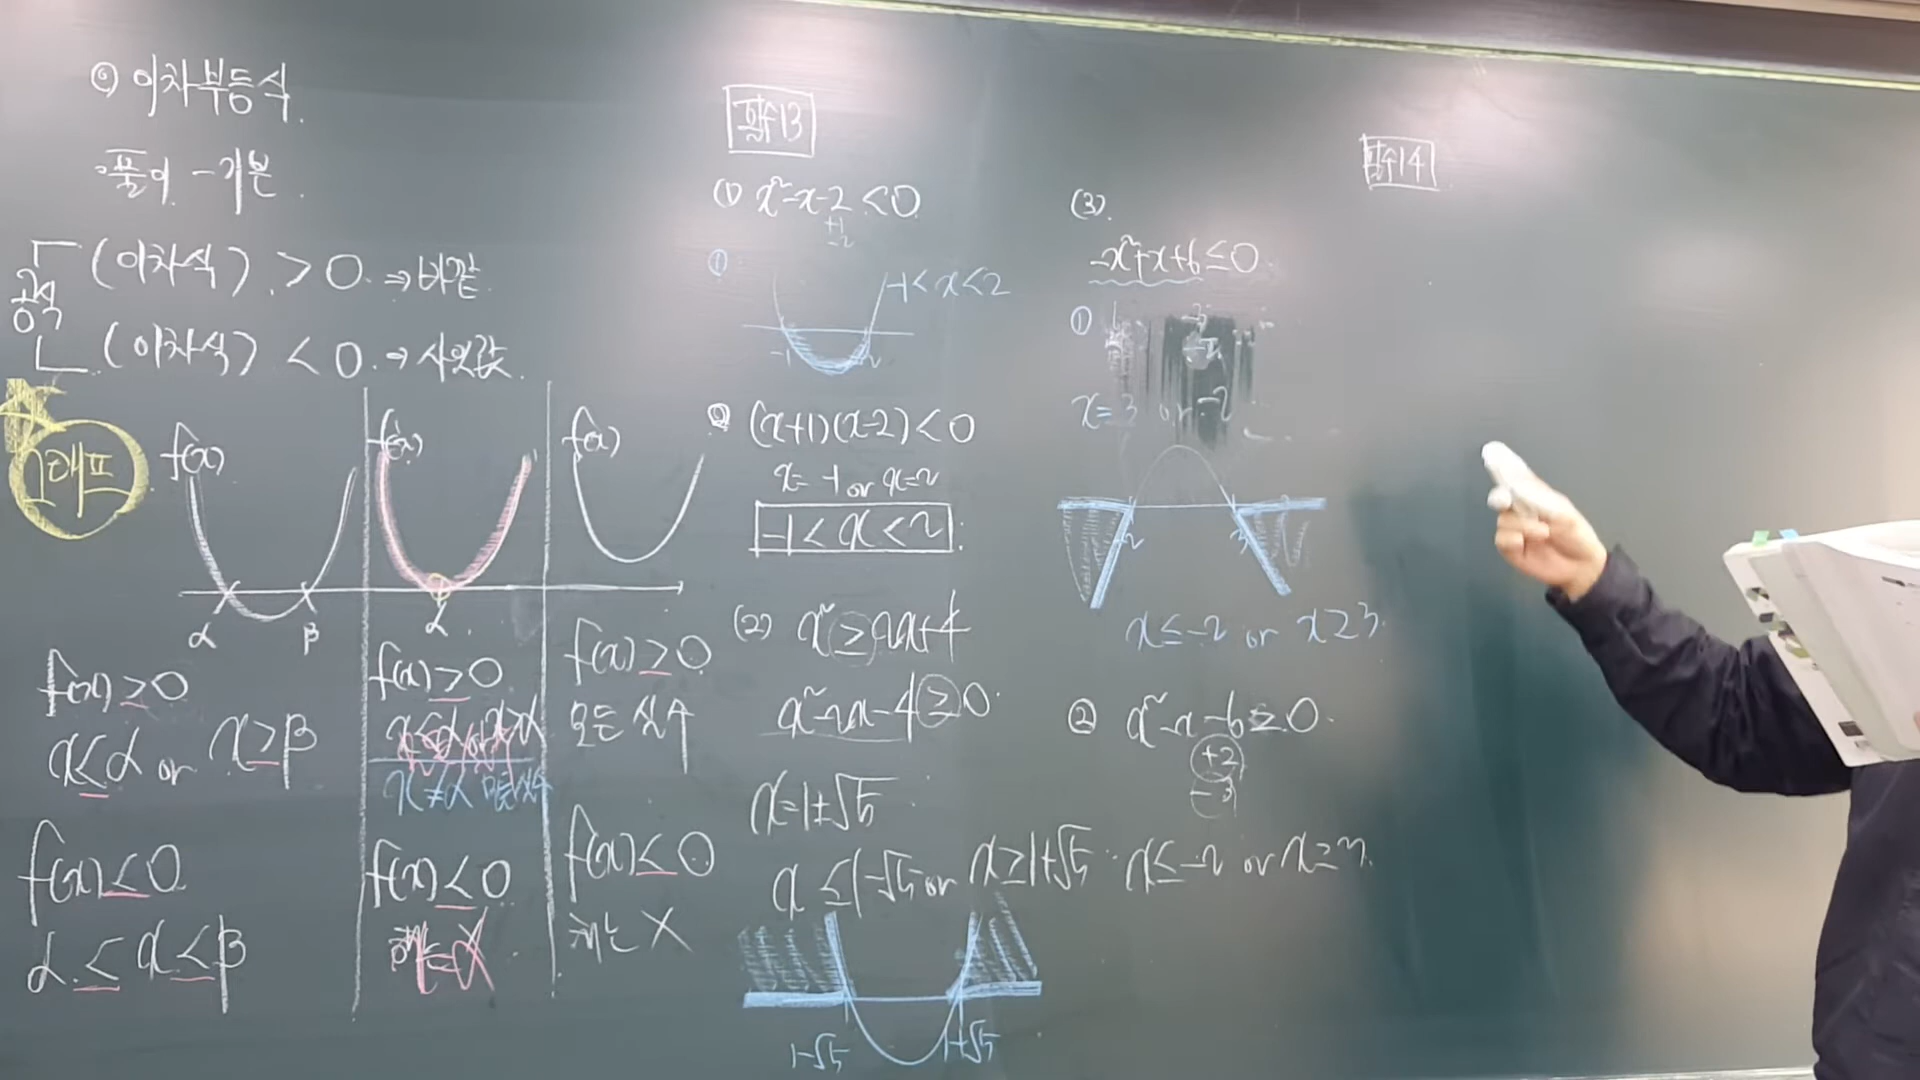 ◎ 이차부등식.
풀이 - 기본.
공식
암기
(이차식) > 0. ⇒ 바깥
(이차식) < 0. ⇒ 사잇값.
그래프
f(x)
α β
f(x) ≥ 0
x ≤ α or x ≥ β
f(x) ≤ 0
α ≤ x ≤ β
f(x)
α.
f(x) ≥ 0
x ≠ α 모든실수
f(x) ≤ 0
x = α
f(x)
f(x) ≥ 0
모든 실수
f(x) ≤ 0
해는 X
필수13
(1) x²-x-2 < 0
+1
-2
①
-1 < x < 2
-1 2
② (x+1)(x-2) < 0
x = -1 or x = 2
-1 < x < 2.
(2) x² ≥ 2x+4
x²-2x-4 ≥ 0.
x = 1±√5
x ≤ 1-√5 or x ≥ 1+√5
1-√5 1+√5
(3).
-x²+x+6 ≤ 0
①
x = 3 or -2
-2 3
x ≤ -2 or x ≥ 3.
② x²-x-6 ≥ 0.
+2
-3
x ≤ -2 or x ≥ 3.
필수14